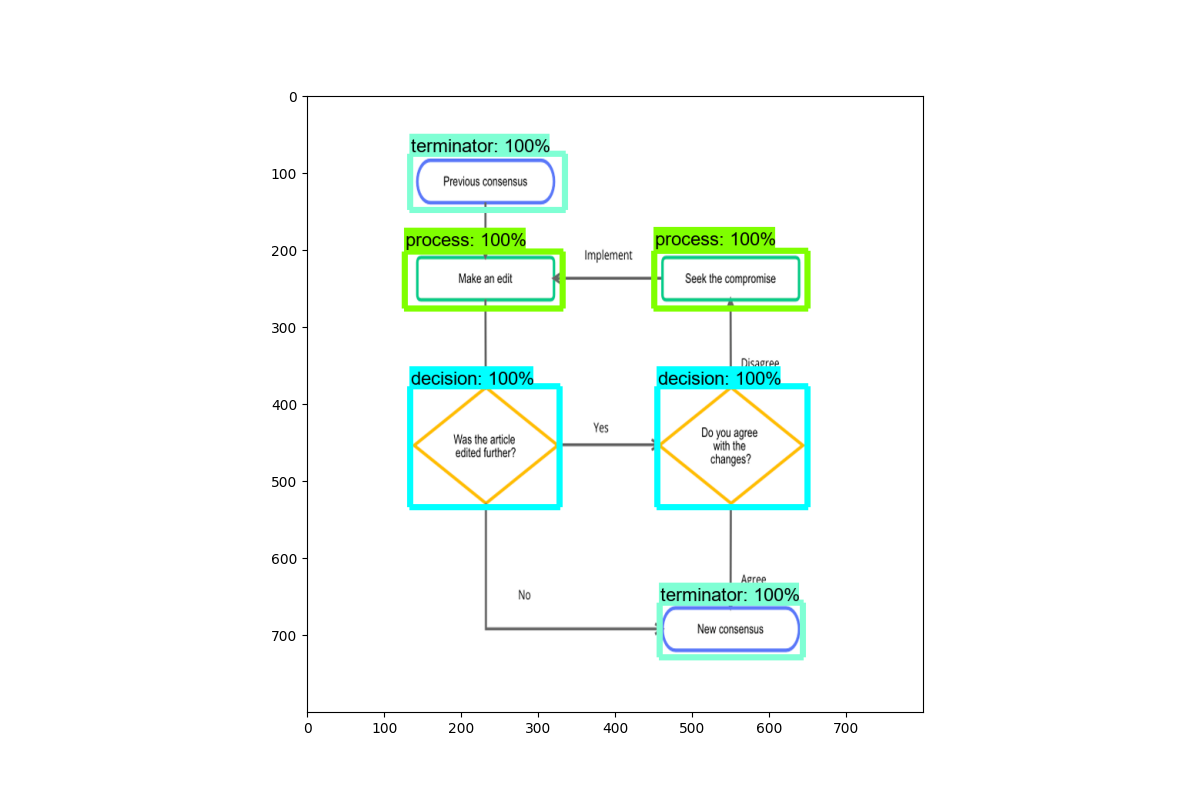 0
terminator: 100%
100
Previous consensus
process: 100%
process: 100%
200
Implement
Make an edit
Seek the compromise
300
Disagree
decision: 100%
decision: 100%
400
Yes
Was the article
edited further?
Do you agree
with the
changes?
500
600
Agree
No
terminator: 100%
New consensus
700
0
100
200
300
400
500
600
700